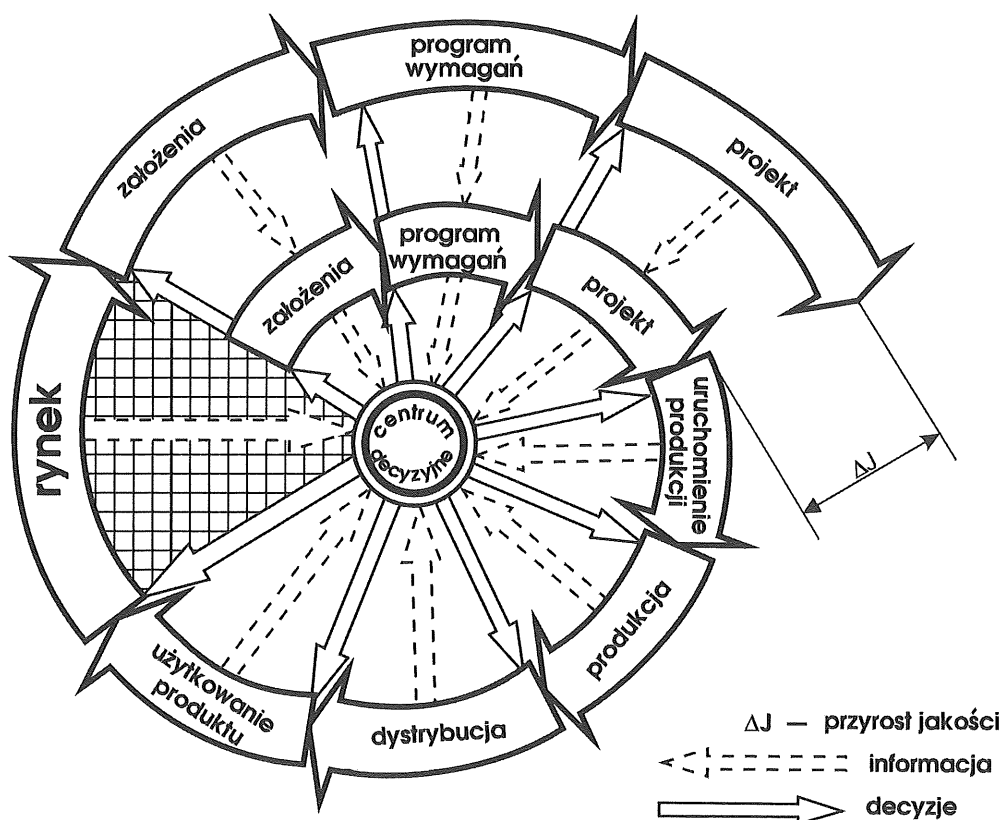 program
wymagań
założenia
projekt
program
wymagań
założenia
projekt
rynek
centrum
decyzyjne
uruchomienie
produkcji
ΔJ
produkcja
użytkowanie
produktu
dystrybucja
ΔJ — przyrost jakości
informacja
decyzje